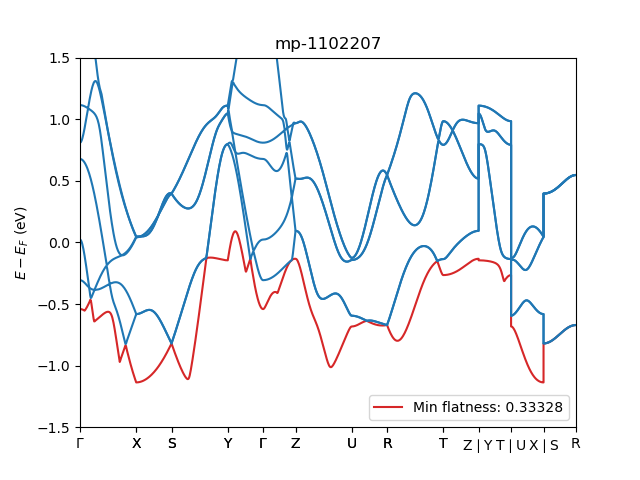 mp-1102207
1.5
1.0
0.5
0.0
−0.5
−1.0
−1.5
E − E_F (eV)
Min flatness: 0.33328
Γ X S Y Γ Z U R T Z | Y T | U X | S R